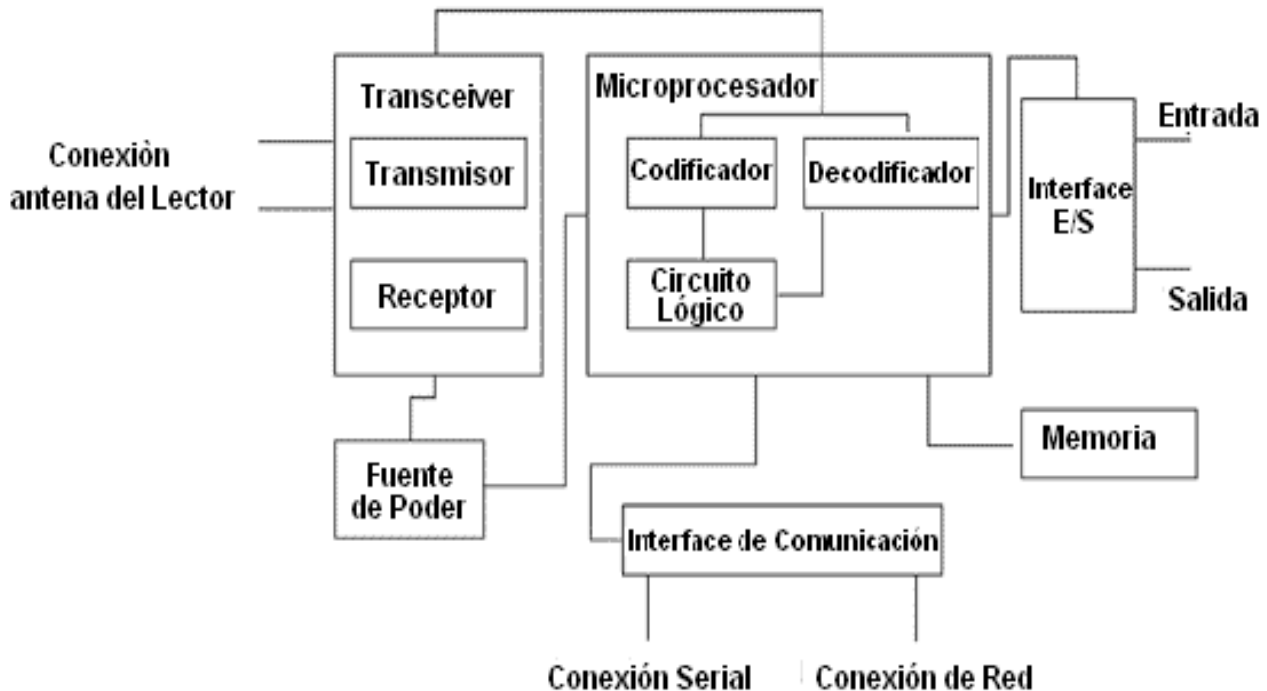 Transceiver
Transmisor
Receptor
Conexiòn
antena del Lector
Microprocesador
Codificador
Decodificador
Circuito
Lógico
Interface
E/S
Entrada
Salida
Memoria
Fuente
de Poder
Interface de Comunicación
Conexión Serial
Conexión de Red